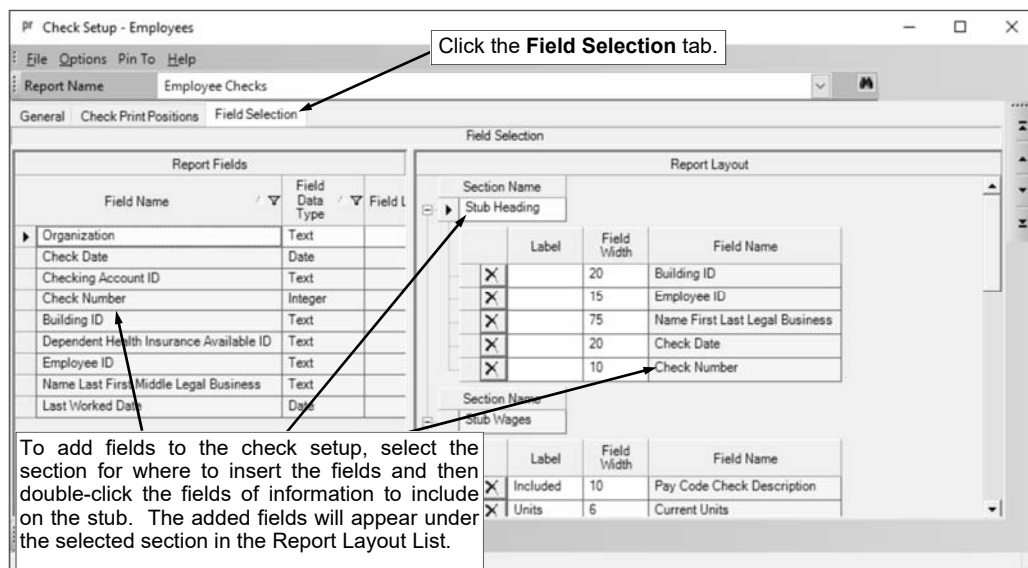 pr Check Setup - Employees
Click the Field Selection tab.
File Options Pin To Help
Report Name Employee Checks
General Check Print Positions Field Selection
Field Selection
Report Fields
Field Name Field Data Type Field L
Organization Text
Check Date Date
Checking Account ID Text
Check Number Integer
Building ID Text
Dependent Health Insurance Available ID Text
Employee ID Text
Name Last First Middle Legal Business Text
Last Worked Date Date
Report Layout
Section Name
Stub Heading
Label Field Width Field Name
20 Building ID
15 Employee ID
75 Name First Last Legal Business
20 Check Date
10 Check Number
Section Name
Stub Wages
Label Field Width Field Name
Included 10 Pay Code Check Description
Units 6 Current Units
To add fields to the check setup, select the
section for where to insert the fields and then
double-click the fields of information to include
on the stub. The added fields will appear under
the selected section in the Report Layout List.